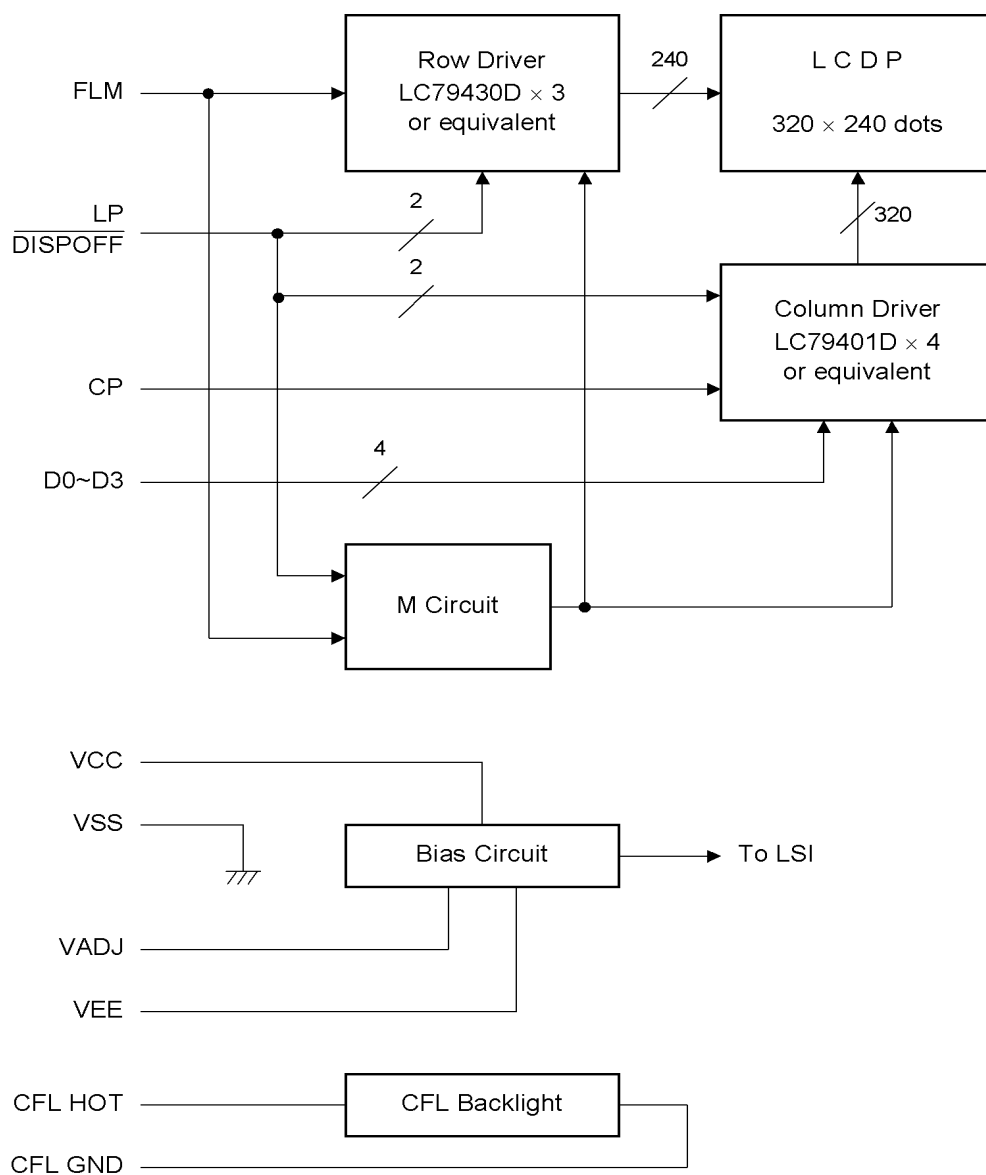 Row Driver
LC79430D × 3
or equivalent
240
L C D P
320 × 240 dots
FLM
LP
DISPOFF
2
2
320
Column Driver
LC79401D × 4
or equivalent
CP
D0~D3
4
M Circuit
VCC
VSS
Bias Circuit
To LSI
VADJ
VEE
CFL HOT
CFL Backlight
CFL GND